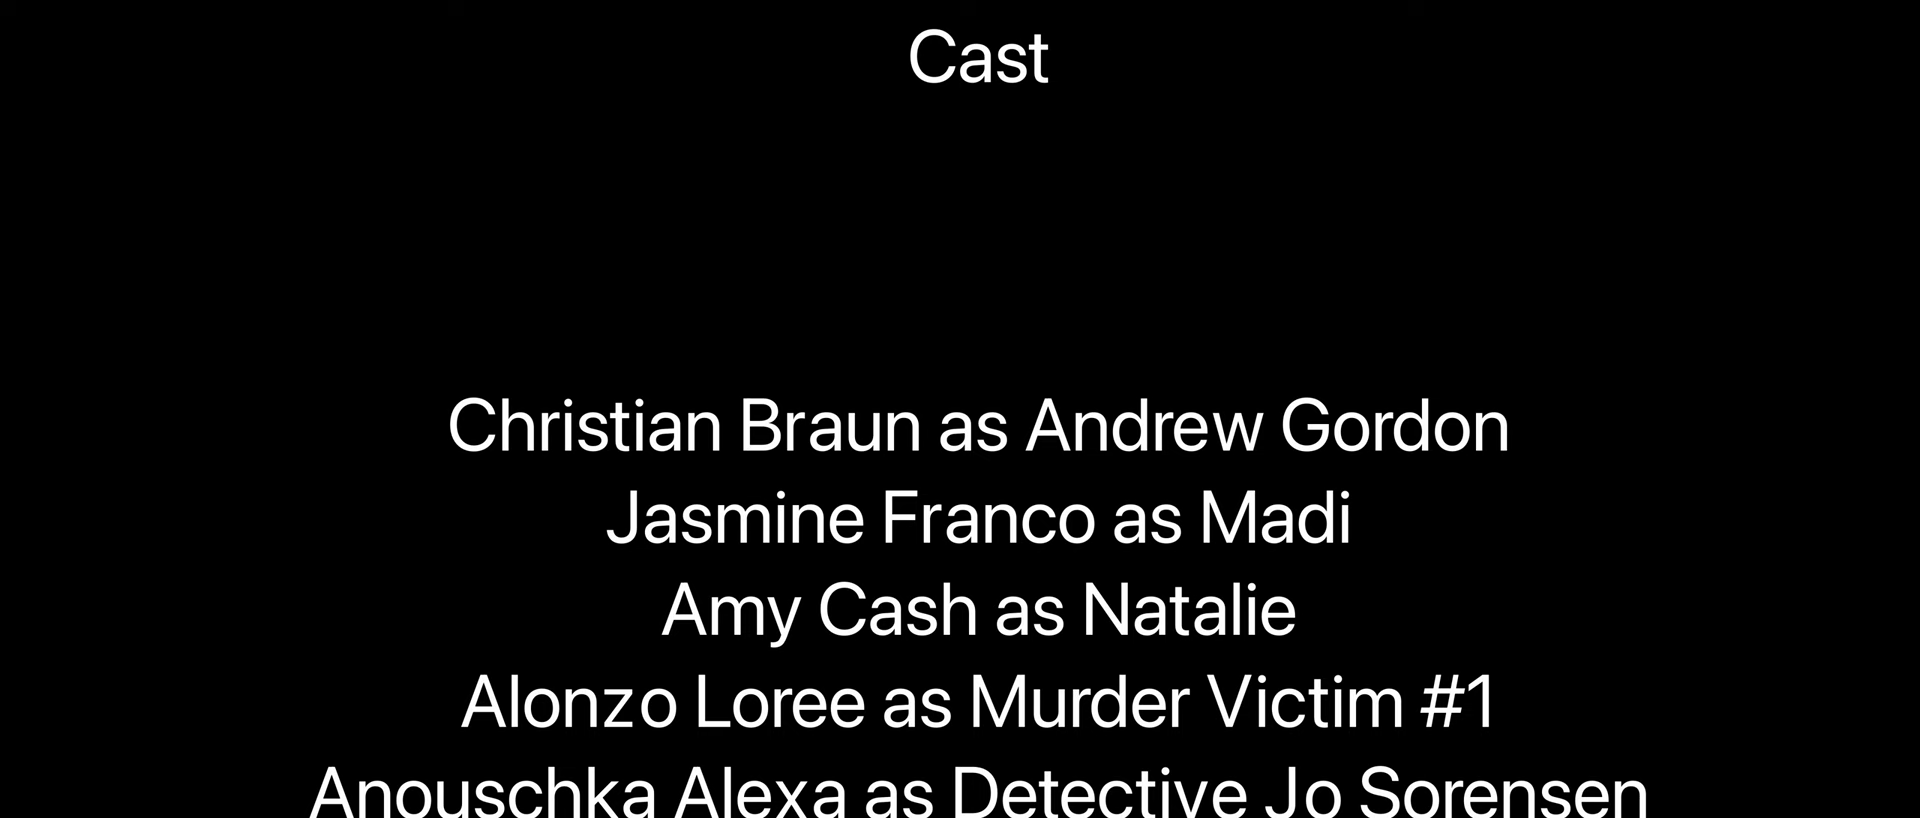 Cast
Christian Braun as Andrew Gordon
Jasmine Franco as Madi
Amy Cash as Natalie
Alonzo Loree as Murder Victim #1
Anouschka Alexa as Detective Jo Sorensen